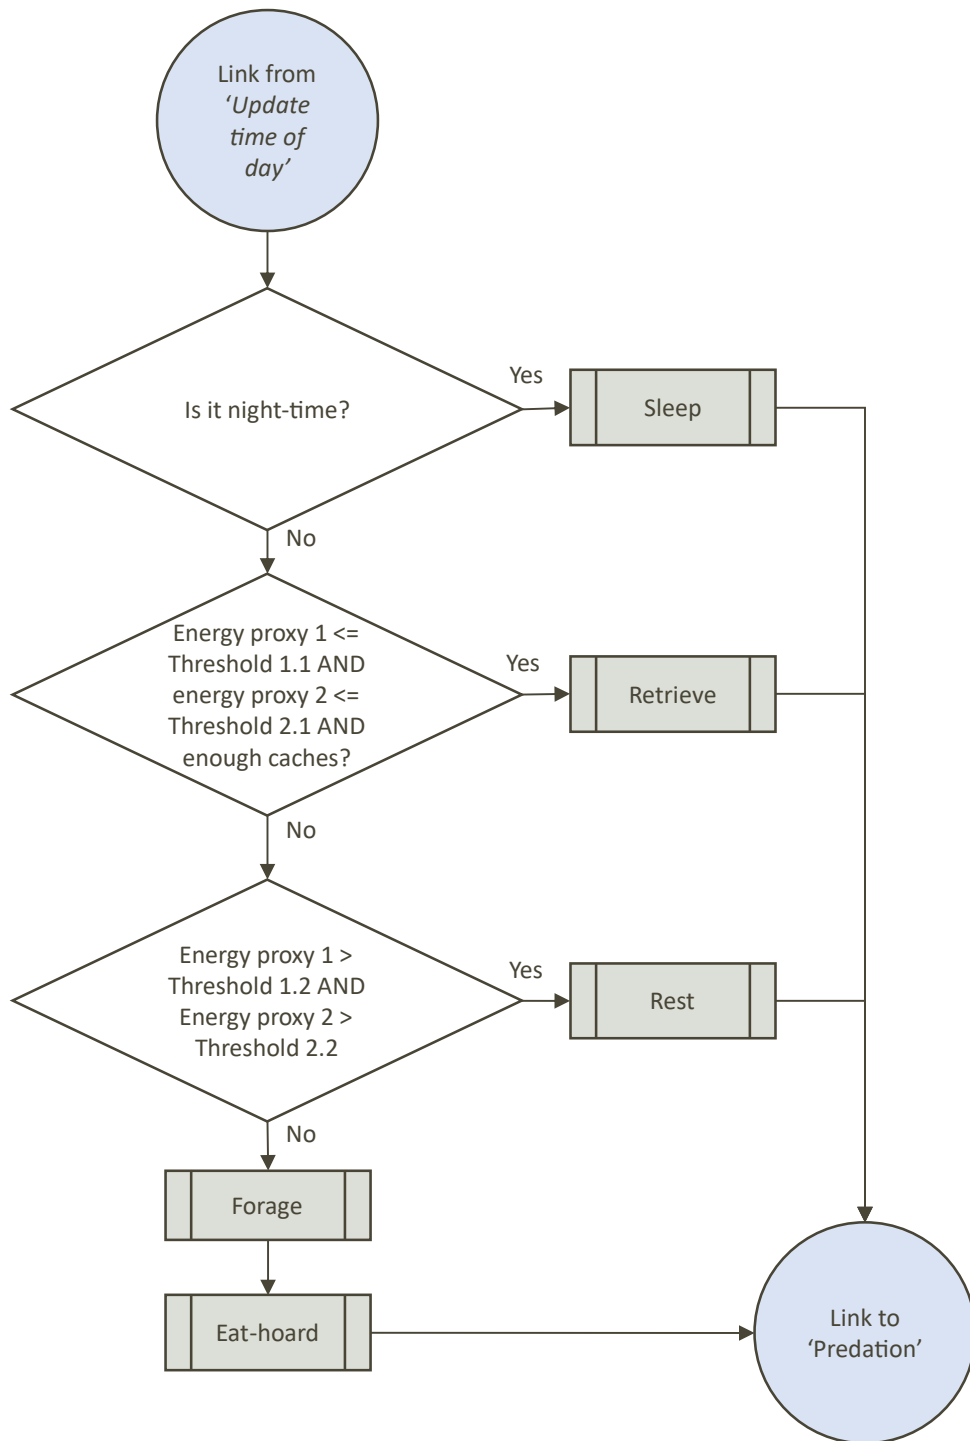 Link from
‘Update
time of
day’
Is it night-time?
Yes
Sleep
No
Energy proxy 1 <=
Threshold 1.1 AND
energy proxy 2 <=
Threshold 2.1 AND
enough caches?
Yes
Retrieve
No
Energy proxy 1 >
Threshold 1.2 AND
Energy proxy 2 >
Threshold 2.2
Yes
Rest
No
Forage
Eat-hoard
Link to
‘Predation’